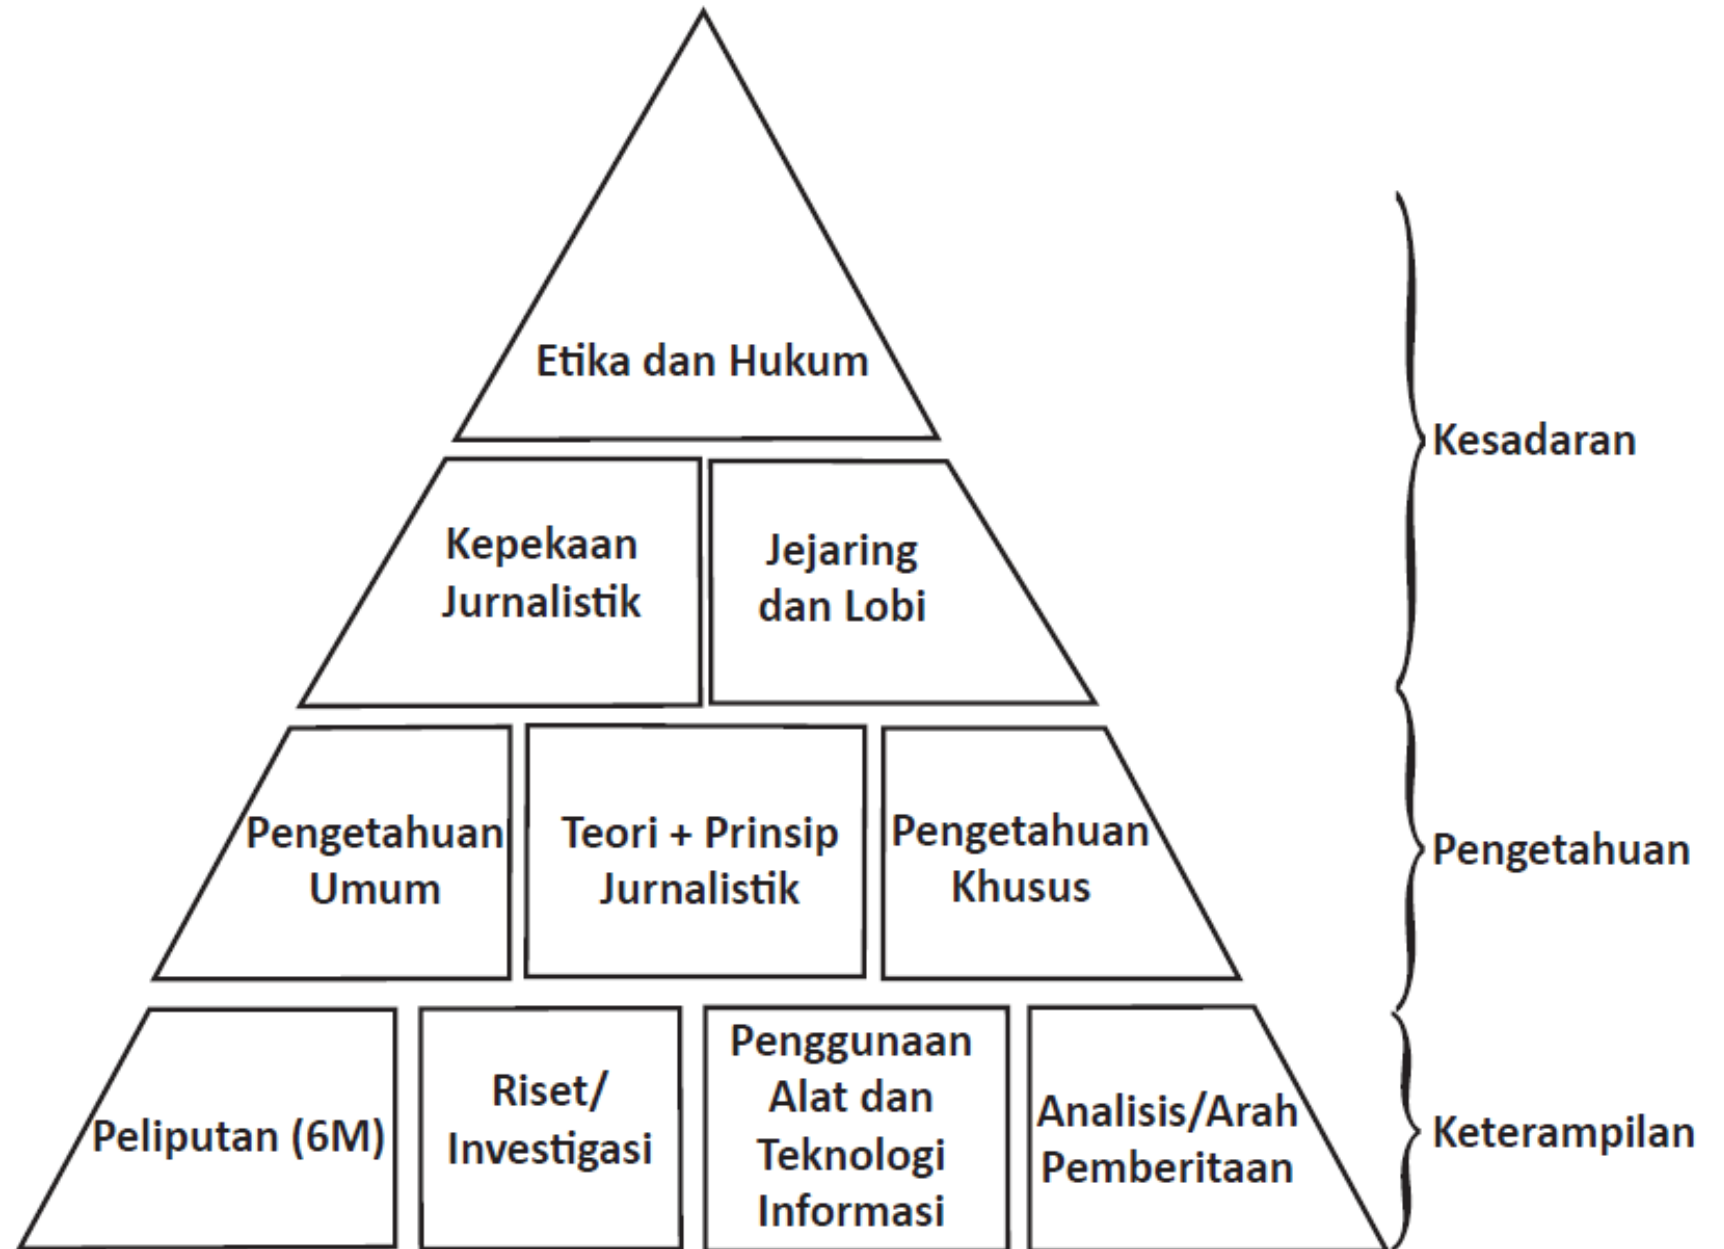 Etika dan Hukum
Kesadaran
Kepekaan
Jurnalistik
Jejaring
dan Lobi
Pengetahuan
Umum
Teori + Prinsip
Jurnalistik
Pengetahuan
Khusus
Pengetahuan
Peliputan (6M)
Riset/
Investigasi
Penggunaan
Alat dan
Teknologi
Informasi
Analisis/Arah
Pemberitaan
Keterampilan